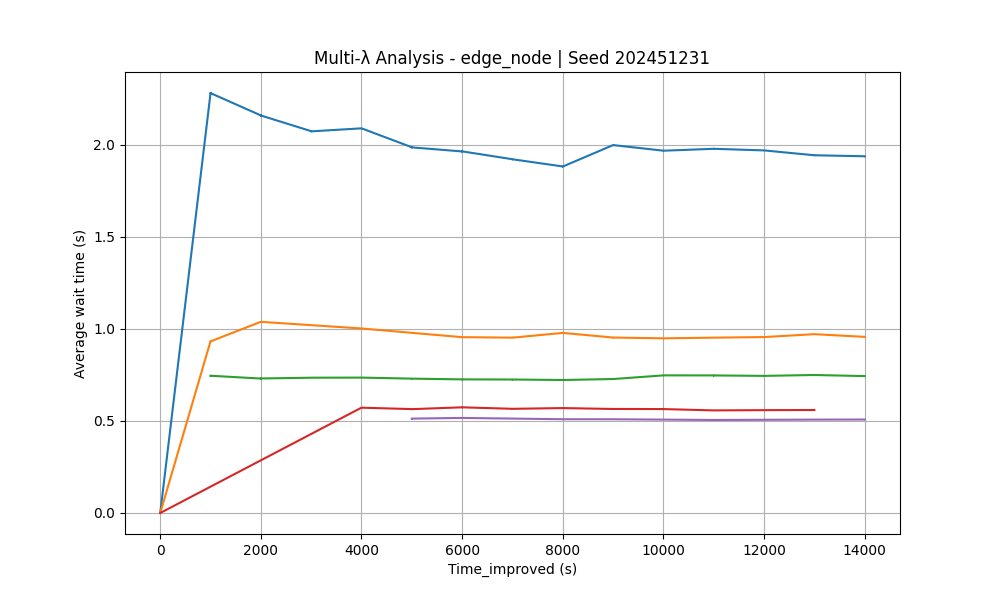 Multi-λ Analysis - edge_node | Seed 202451231
Average wait time (s)
2.0
1.5
1.0
0.5
0.0
0 2000 4000 6000 8000 10000 12000 14000
Time_improved (s)